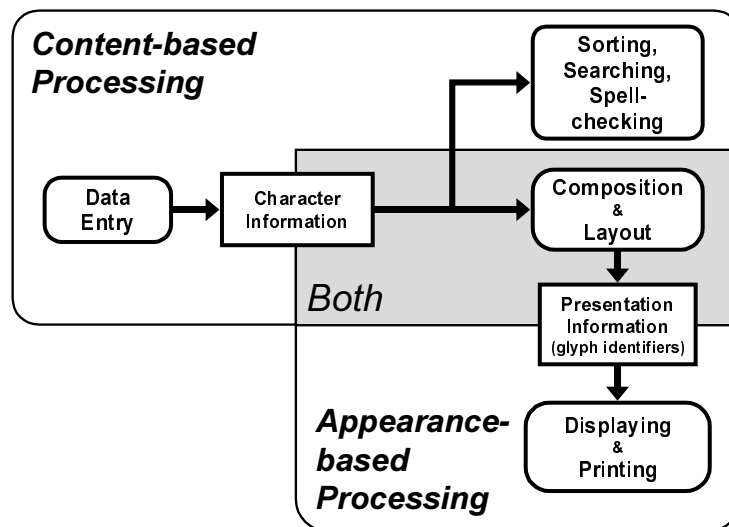 Content-based
Processing
Sorting,
Searching,
Spell-
checking
Data
Entry
Character
Information
Composition
&
Layout
Both
Presentation
Information
(glyph identifiers)
Appearance-
based
Processing
Displaying
&
Printing